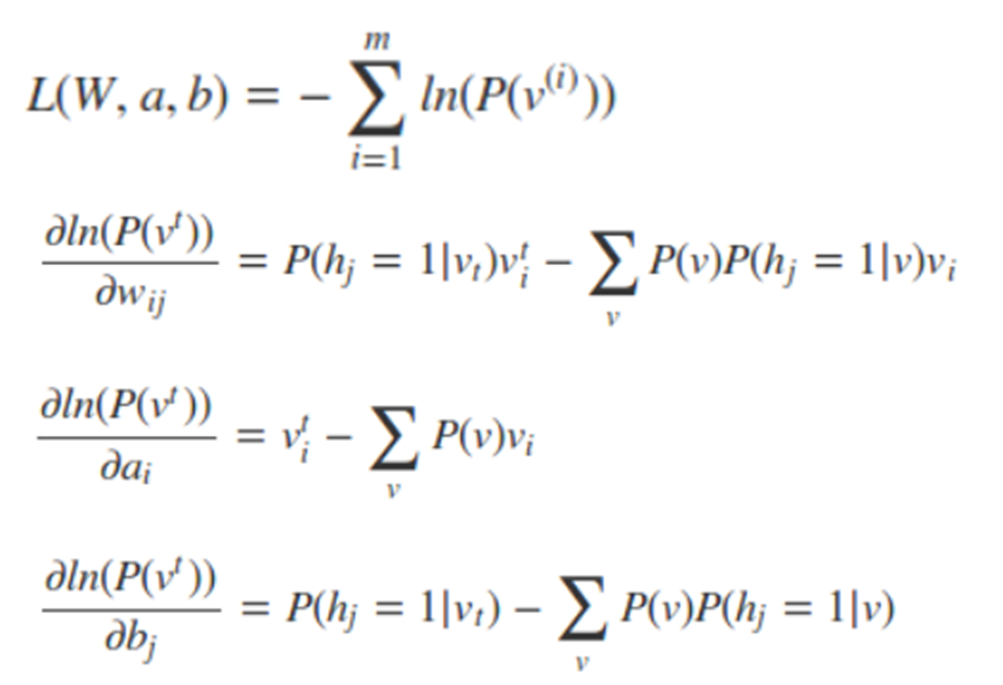 L(W, a, b) = − ∑_{i=1}^{m} ln(P(v^{(i)}))
∂ln(P(v^t))/∂w_{ij} = P(h_j = 1|v_t)v_i^t − ∑_v P(v)P(h_j = 1|v)v_i
∂ln(P(v^t))/∂a_i = v_i^t − ∑_v P(v)v_i
∂ln(P(v^t))/∂b_j = P(h_j = 1|v_t) − ∑_v P(v)P(h_j = 1|v)